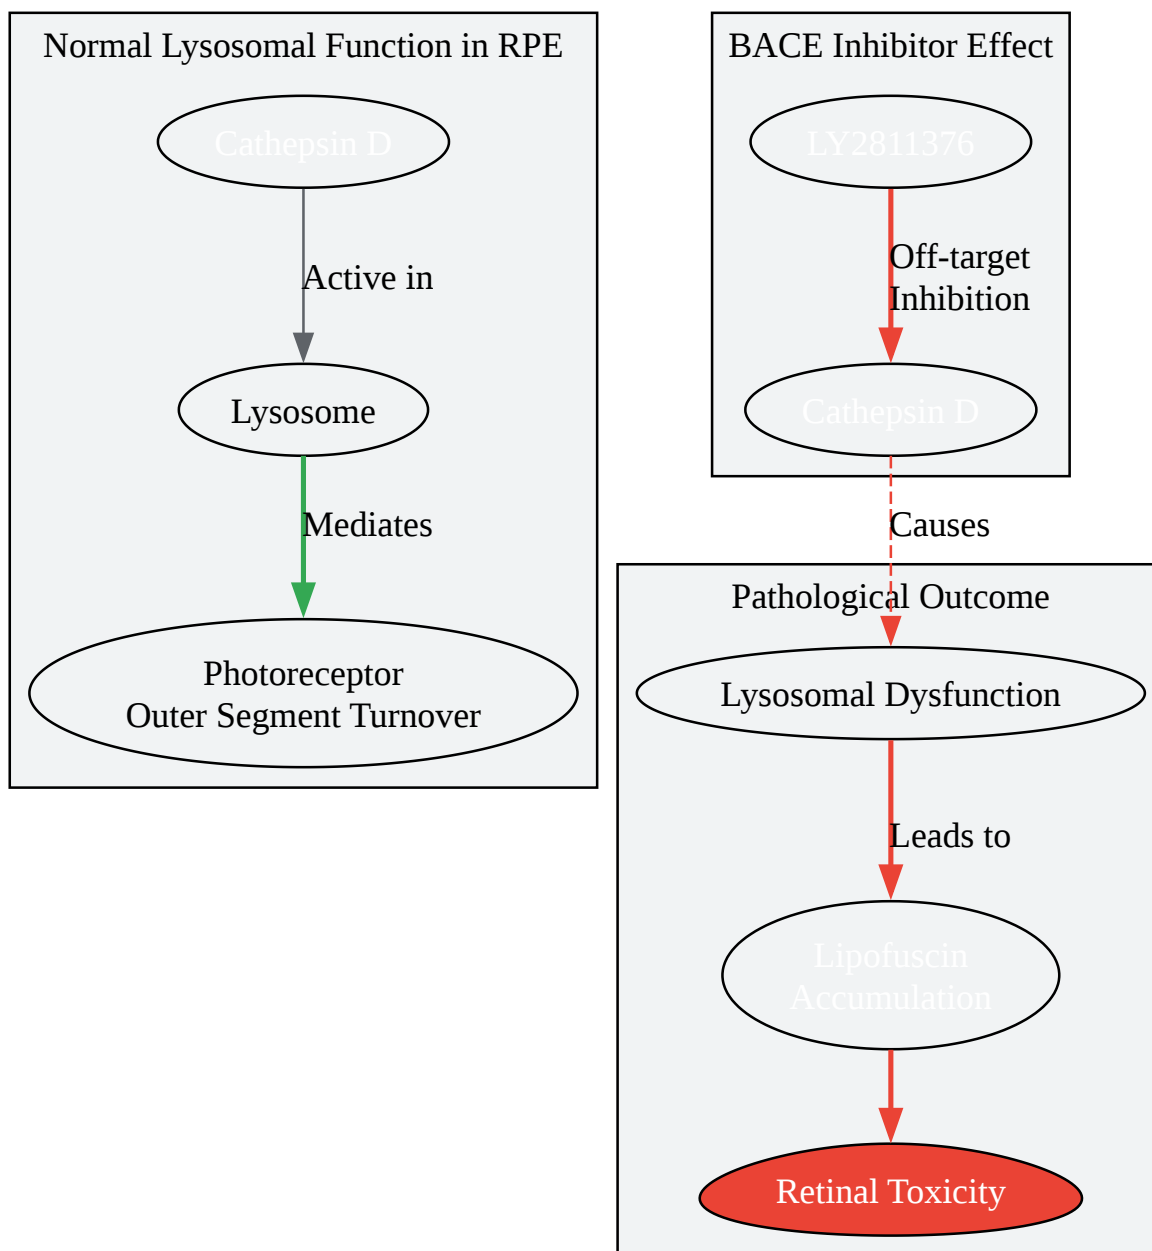 Normal Lysosomal Function in RPE
Cathepsin D
Active in
Lysosome
Mediates
Photoreceptor
Outer Segment Turnover
BACE Inhibitor Effect
LY2811376
Off-target
Inhibition
Cathepsin D
Causes
Pathological Outcome
Lysosomal Dysfunction
Leads to
Lipofuscin
Accumulation
Retinal Toxicity